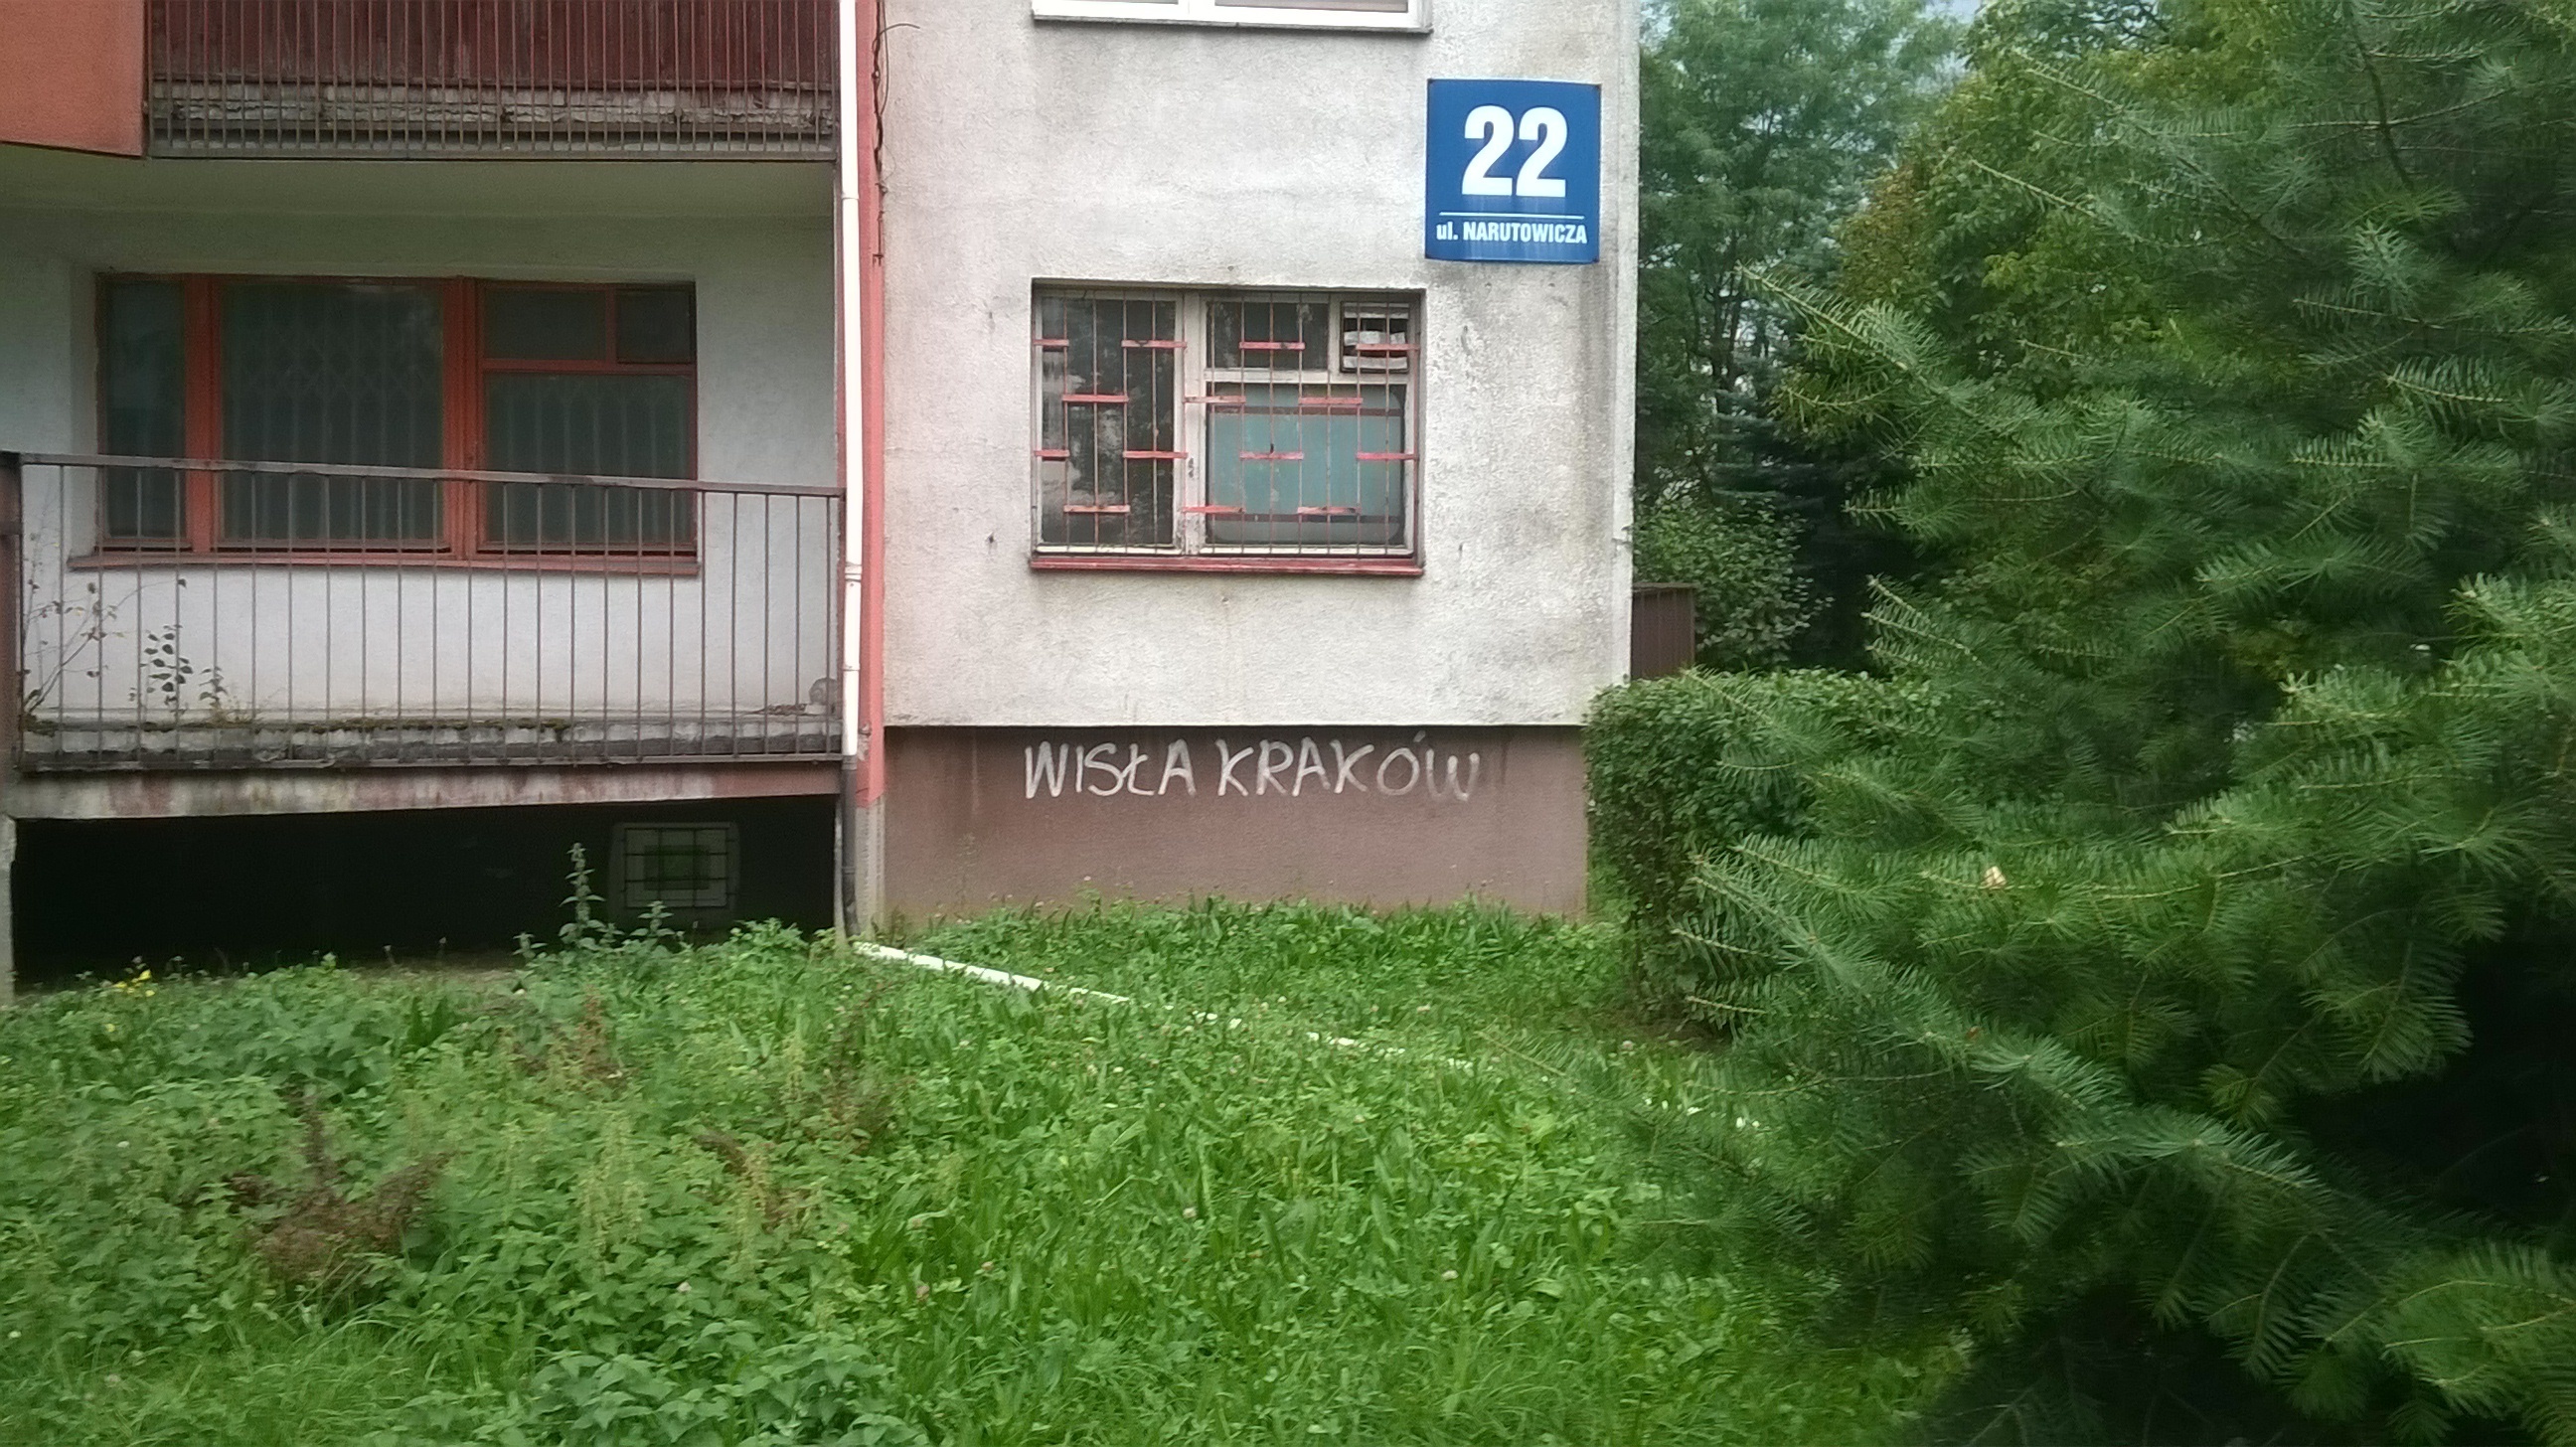 22
ul. NARUTOWICZA
WISŁA KRAKÓW